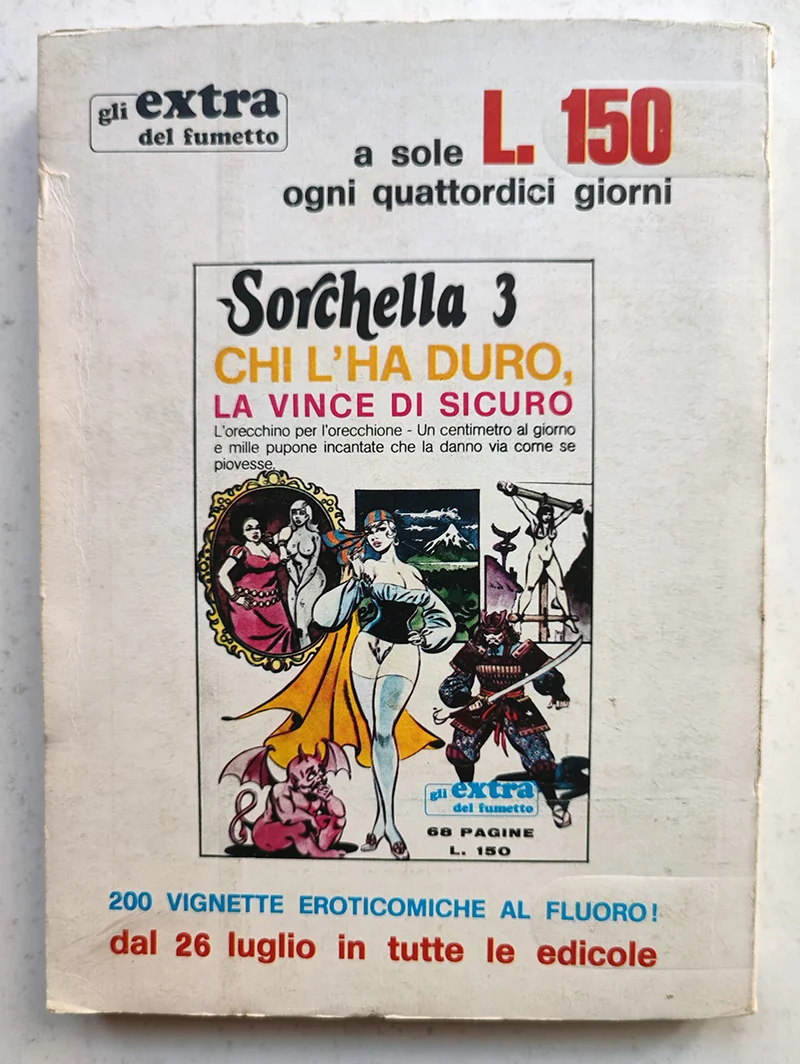 gli extra
del fumetto
a sole L. 150
ogni quattordici giorni
Sorchella 3
CHI L'HA DURO,
LA VINCE DI SICURO
L'orecchino per l'orecchione - Un centimetro al giorno
e mille pupone incantate che la danno via come se
piovesse.
gli extra
del fumetto
68 PAGINE
L. 150
200 VIGNETTE EROTICOMICHE AL FLUORO!
dal 26 luglio in tutte le edicole